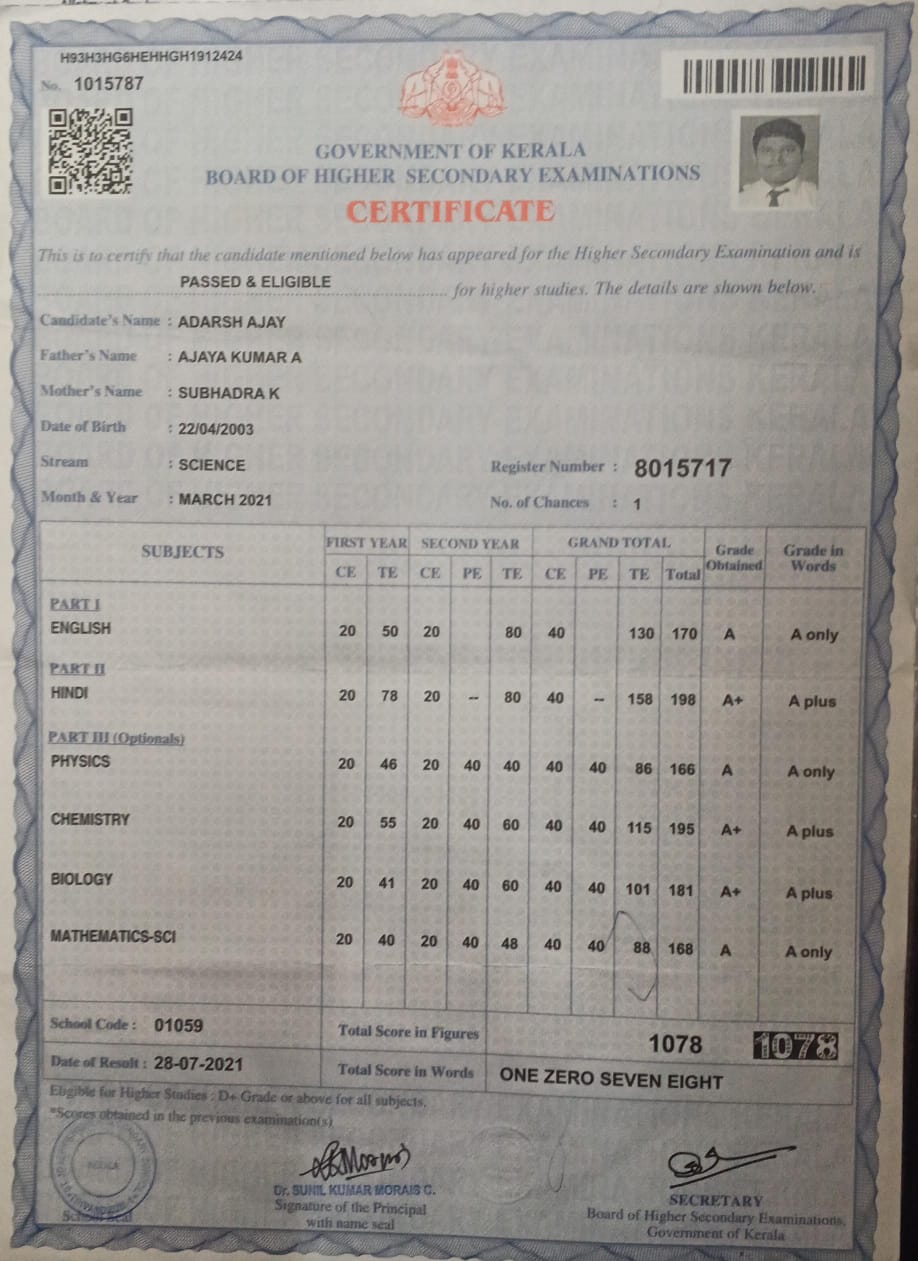 H93H3HG6HEHHGH1912424
No. 1015787
GOVERNMENT OF KERALA
BOARD OF HIGHER SECONDARY EXAMINATIONS
CERTIFICATE
This is to certify that the candidate mentioned below has appeared for the Higher Secondary Examination and is
PASSED & ELIGIBLE for higher studies. The details are shown below.
Candidate's Name : ADARSH AJAY
Father's Name : AJAYA KUMAR A
Mother's Name : SUBHADRA K
Date of Birth : 22/04/2003
Stream : SCIENCE Register Number : 8015717
Month & Year : MARCH 2021 No. of Chances : 1
SUBJECTS FIRST YEAR SECOND YEAR GRAND TOTAL Grade Obtained Grade in Words
CE TE CE PE TE CE PE TE Total
PART I
ENGLISH 20 50 20 80 40 130 170 A A only
PART II
HINDI 20 78 20 -- 80 40 -- 158 198 A+ A plus
PART III (Optionals)
PHYSICS 20 46 20 40 40 40 40 86 166 A A only
CHEMISTRY 20 55 20 40 60 40 40 115 195 A+ A plus
BIOLOGY 20 41 20 40 60 40 40 101 181 A+ A plus
MATHEMATICS-SCI 20 40 20 40 48 40 40 88 168 A A only
School Code : 01059 Total Score in Figures 1078 1078
Date of Result : 28-07-2021 Total Score in Words ONE ZERO SEVEN EIGHT
Eligible for Higher Studies : D+ Grade or above for all subjects.
*Scores obtained in the previous examination(s)
Dr. SUNIL KUMAR MORAIS C.
Signature of the Principal
with name seal
School Seal
SECRETARY
Board of Higher Secondary Examinations,
Government of Kerala